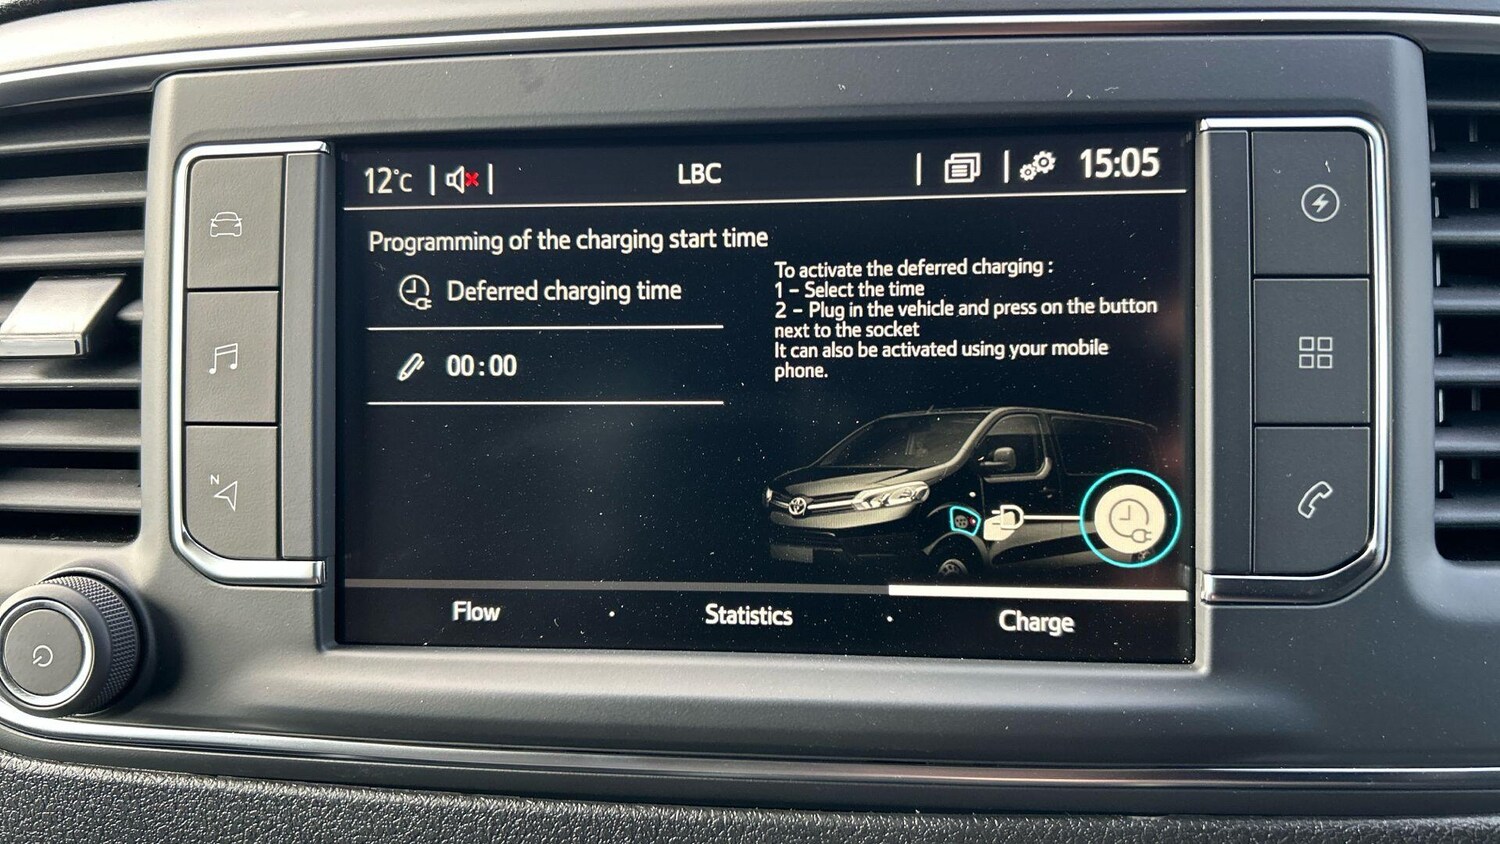 12°C
LBC
15:05
Programming of the charging start time
Deferred charging time
00:00
To activate the deferred charging :
1 - Select the time
2 - Plug in the vehicle and press on the button
next to the socket
It can also be activated using your mobile
phone.
N
Flow
Statistics
Charge